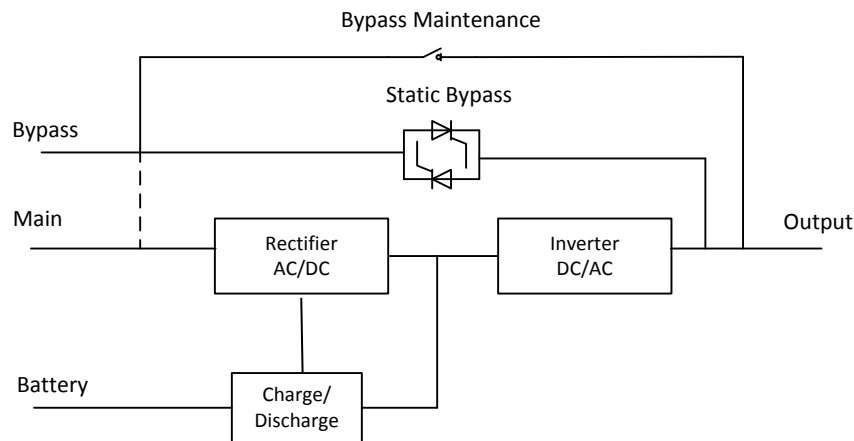 Bypass Maintenance
Static Bypass
Bypass
Main
Rectifier
AC/DC
Inverter
DC/AC
Output
Battery
Charge/
Discharge